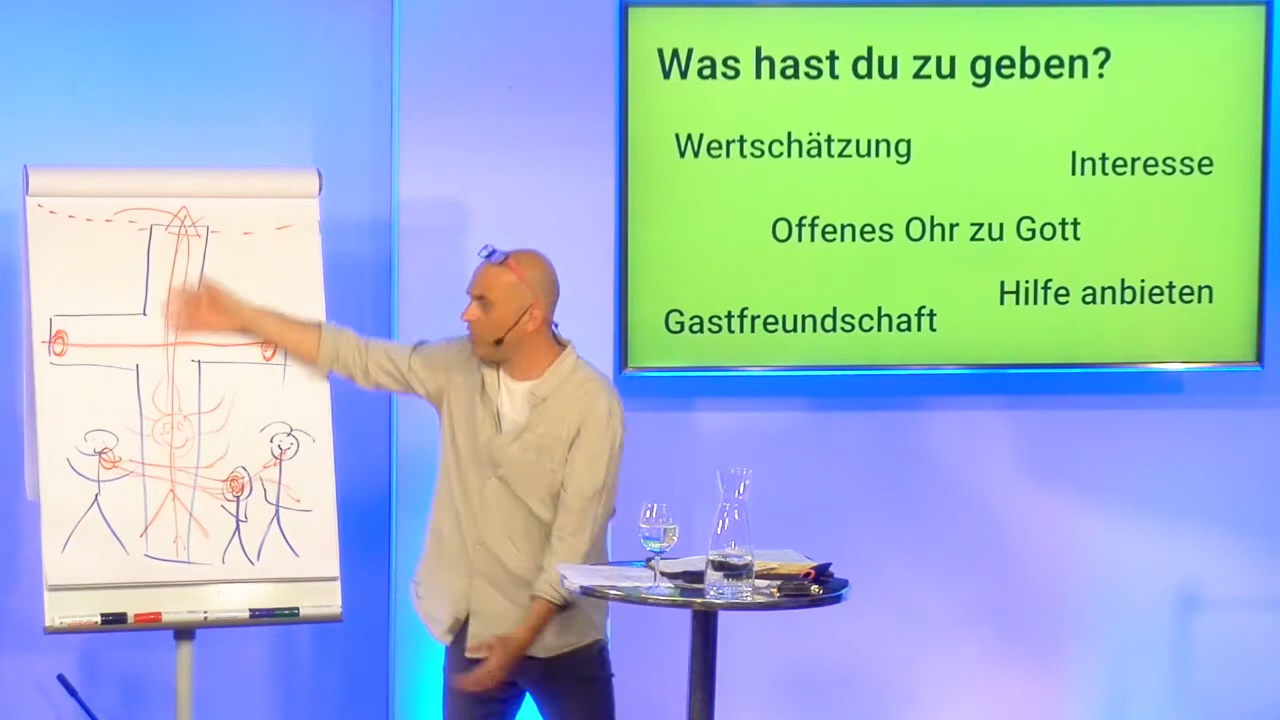 Was hast du zu geben?
Wertschätzung
Interesse
Offenes Ohr zu Gott
Hilfe anbieten
Gastfreundschaft